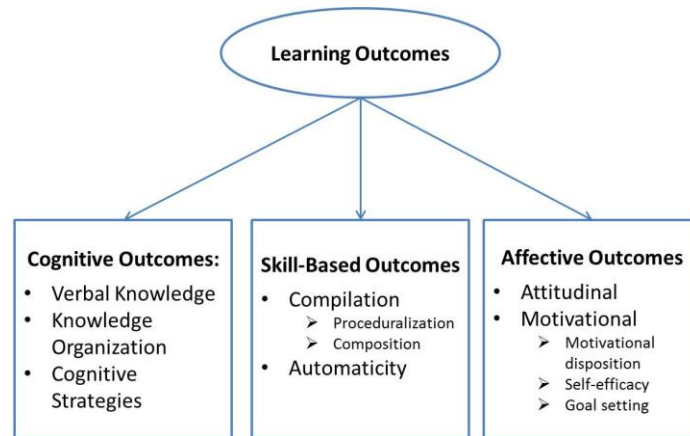 Learning Outcomes
Cognitive Outcomes:
• Verbal Knowledge
• Knowledge
Organization
• Cognitive
Strategies
Skill-Based Outcomes
• Compilation
➢ Proceduralization
➢ Composition
• Automaticity
Affective Outcomes
• Attitudinal
• Motivational
➢ Motivational
disposition
➢ Self-efficacy
➢ Goal setting